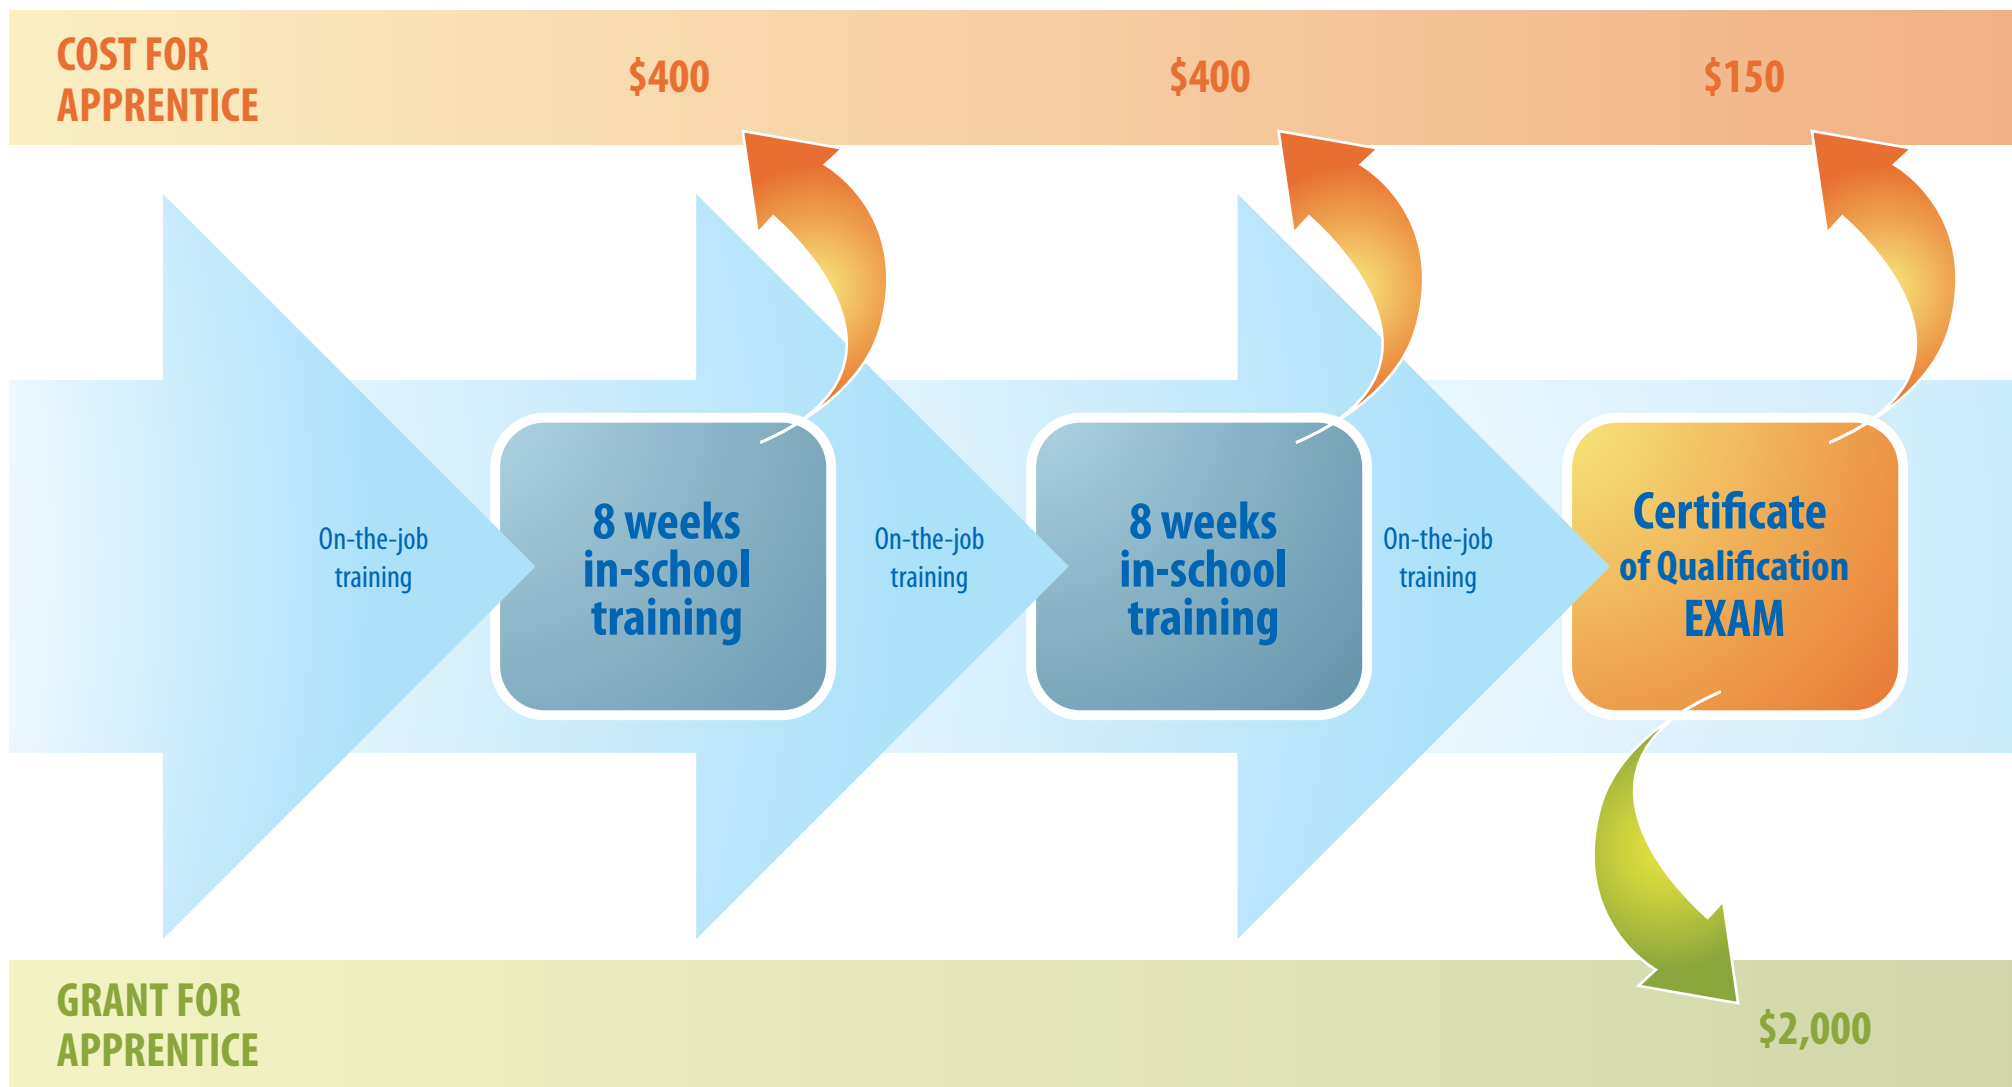 COST FOR
APPRENTICE
$400
$400
$150
On-the-job
training
8 weeks
in-school
training
On-the-job
training
8 weeks
in-school
training
On-the-job
training
Certificate
of Qualification
EXAM
GRANT FOR
APPRENTICE
$2,000